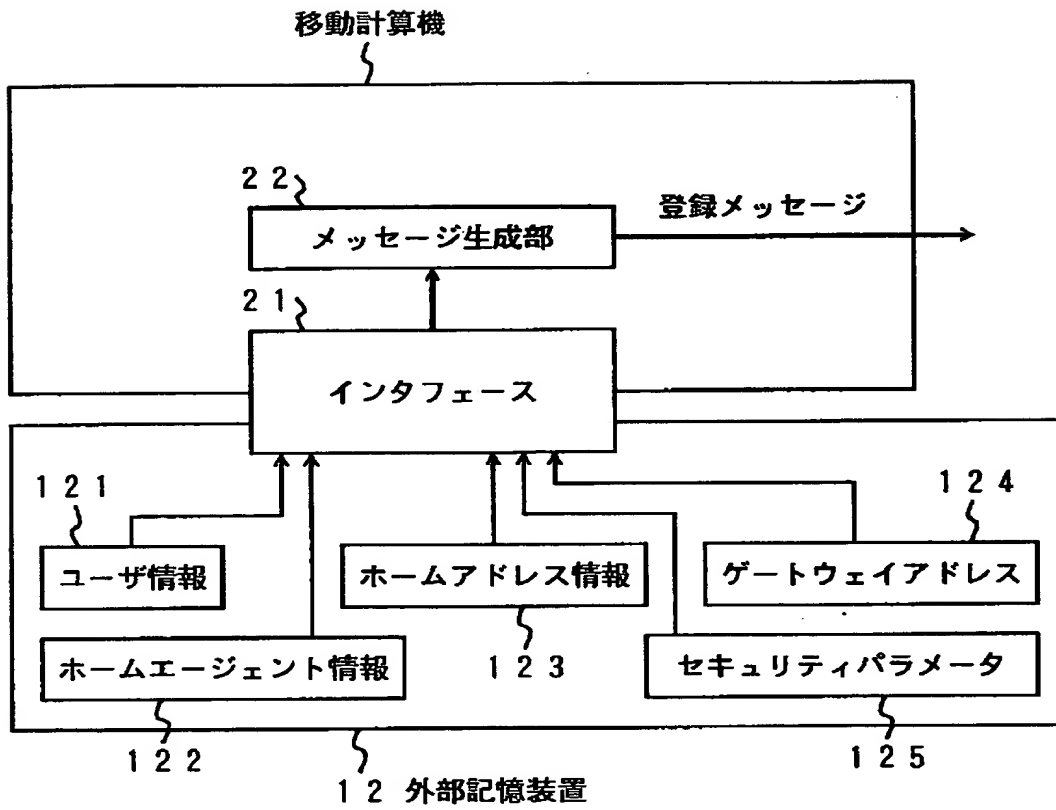 移動計算機
22
メッセージ生成部
登録メッセージ
21
インタフェース
121
ユーザ情報
ホームアドレス情報
124
ゲートウェイアドレス
ホームエージェント情報
123
セキュリティパラメータ
122
125
12 外部記憶装置